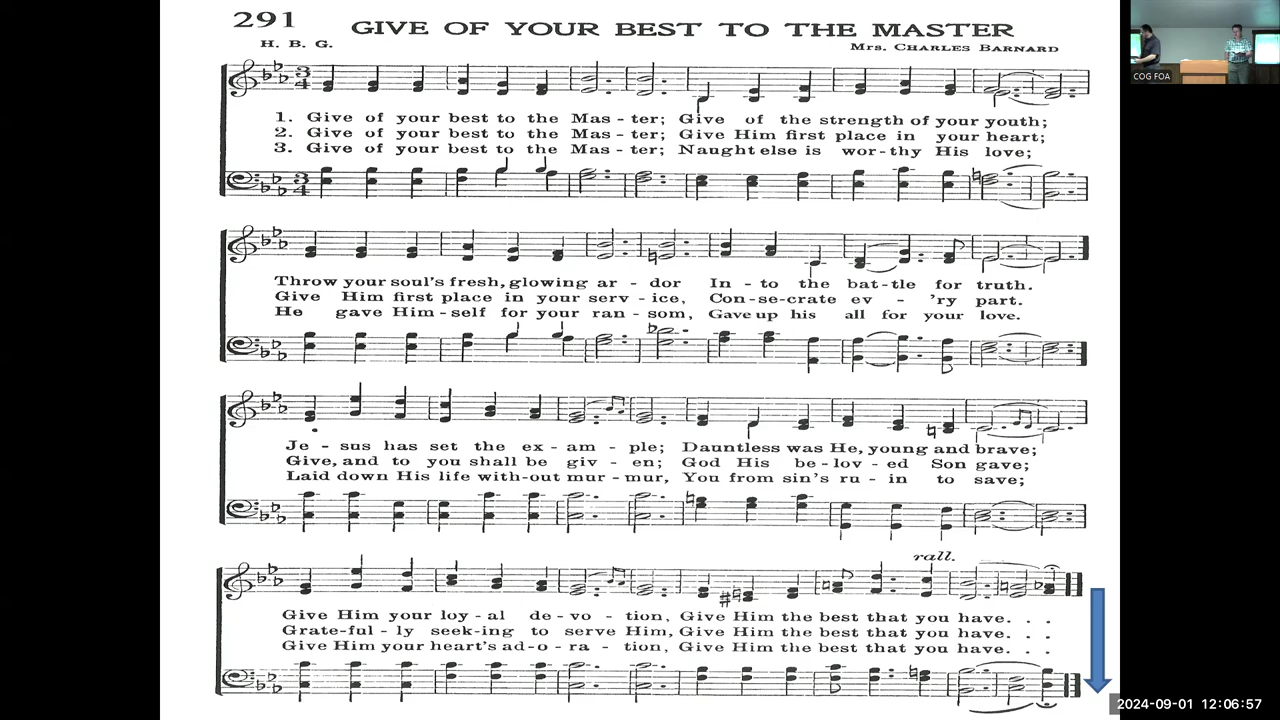 291
GIVE OF YOUR BEST TO THE MASTER
H. B. G.
Mrs. Charles Barnard
1. Give of your best to the Mas - ter; Give of the strength of your youth;
2. Give of your best to the Mas - ter; Give Him first place in your heart;
3. Give of your best to the Mas - ter; Naught else is wor - thy His love;
Throw your soul's fresh, glowing ar - dor In - to the bat - tle for truth.
Give Him first place in your serv - ice, Con - se - crate ev - 'ry part.
He gave Him - self for your ran - som, Gave up his all for your love.
Je - sus has set the ex - am - ple; Dauntless was He, young and brave;
Give, and to you shall be giv - en; God His be - lov - ed Son gave;
Laid down His life with - out mur - mur, You from sin's ru - in to save;
rall.
Give Him your loy - al de - vo - tion, Give Him the best that you have. . .
Grate - ful - ly seek - ing to serve Him, Give Him the best that you have. . .
Give Him your heart's ad - o - ra - tion, Give Him the best that you have. . .
COG FOA
2024-09-01 12:06:57